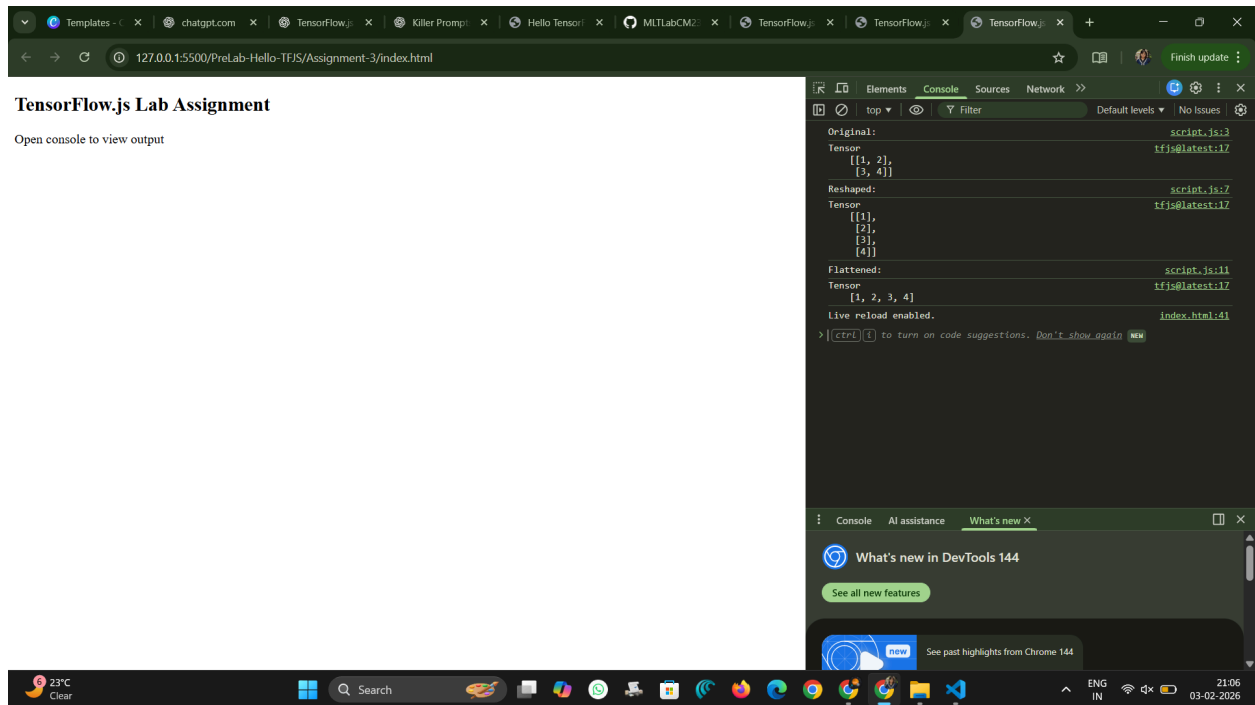 Templates - C
chatgpt.com
TensorFlow.js
Killer Prompt
Hello Tensorf
MLTLabCM23
TensorFlow.js
TensorFlow.js
TensorFlow.js
127.0.0.1:5500/PreLab-Hello-TFJS/Assignment-3/index.html
Finish update
TensorFlow.js Lab Assignment
Open console to view output
Elements Console Sources Network
top Filter Default levels No Issues
Original: script.js:3
Tensor tfjs@latest:17
[[1, 2],
[3, 4]]
Reshaped: script.js:7
Tensor tfjs@latest:17
[[1],
[2],
[3],
[4]]
Flattened: script.js:11
Tensor tfjs@latest:17
[1, 2, 3, 4]
Live reload enabled. index.html:41
ctrl i to turn on code suggestions. Don't show again NEW
Console AI assistance What's new
What's new in DevTools 144
See all new features
new
See past highlights from Chrome 144
6
23°C
Clear
Search
ENG
IN
21:06
03-02-2026